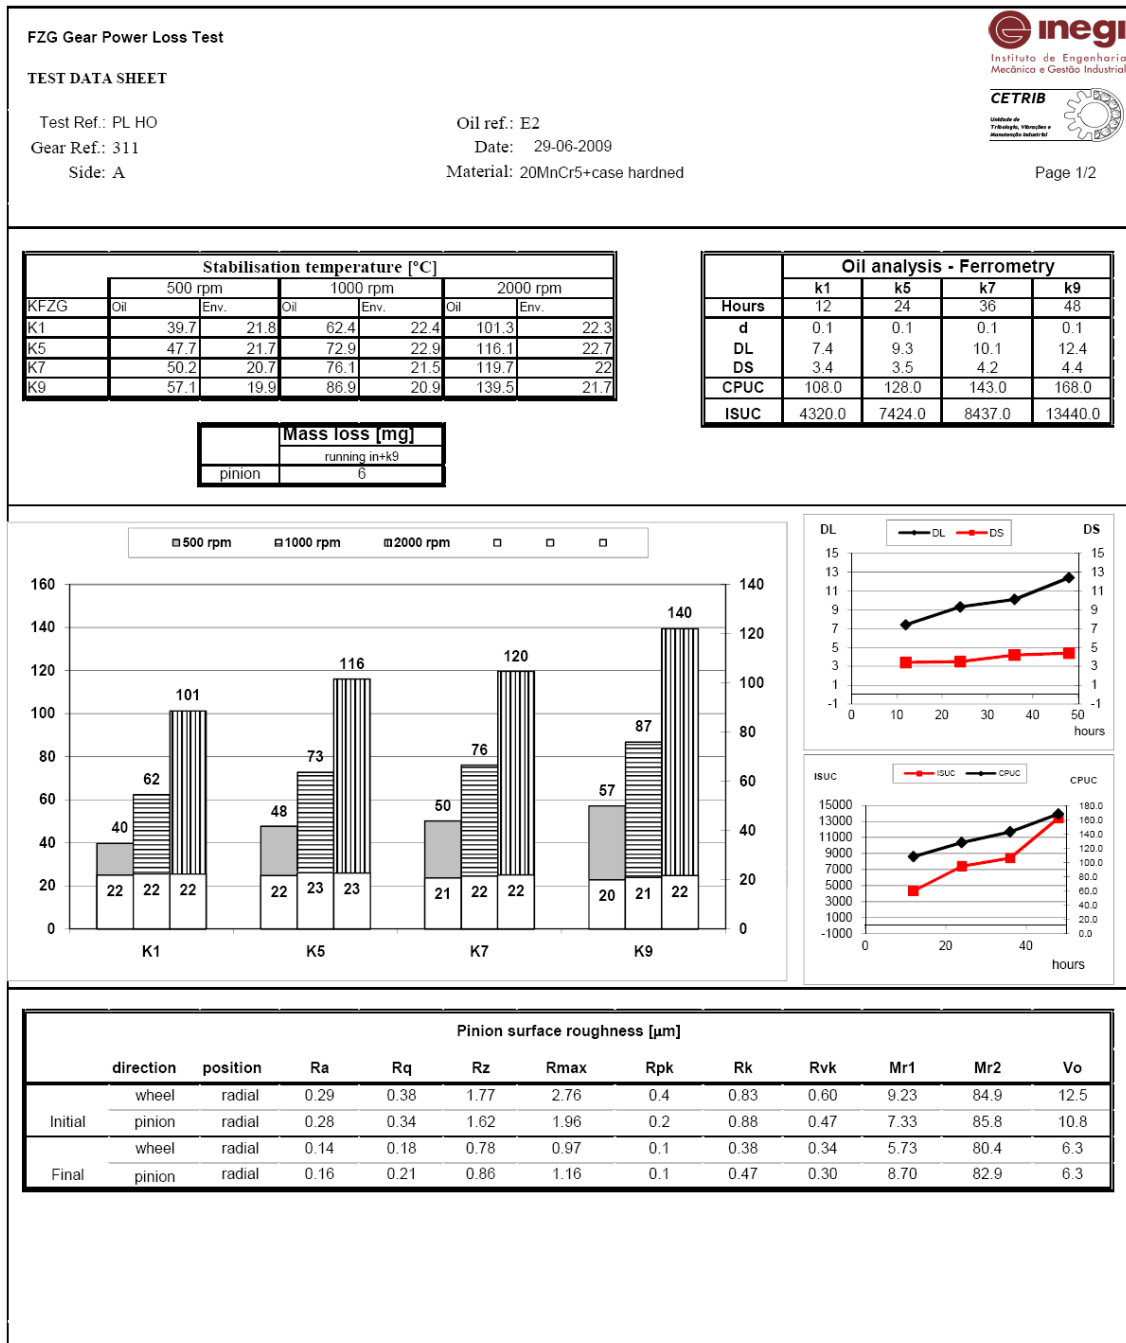 FZG Gear Power Loss Test
inegi
Instituto de Engenharia
Mecânica e Gestão Industrial
TEST DATA SHEET
CETRIB
Unidade de
Tribologia, Vibrações e
Manutenção Industrial
Test Ref.: PL HO Oil ref.: E2
Gear Ref.: 311 Date: 29-06-2009
Side: A Material: 20MnCr5+case hardned Page 1/2
Stabilisation temperature [°C]
500 rpm 1000 rpm 2000 rpm
KFZG Oil Env. Oil Env. Oil Env.
K1 39.7 21.8 62.4 22.4 101.3 22.3
K5 47.7 21.7 72.9 22.9 116.1 22.7
K7 50.2 20.7 76.1 21.5 119.7 22
K9 57.1 19.9 86.9 20.9 139.5 21.7
Oil analysis - Ferrometry
k1 k5 k7 k9
Hours 12 24 36 48
d 0.1 0.1 0.1 0.1
DL 7.4 9.3 10.1 12.4
DS 3.4 3.5 4.2 4.4
CPUC 108.0 128.0 143.0 168.0
ISUC 4320.0 7424.0 8437.0 13440.0
Mass loss [mg]
running in+k9
pinion 6
500 rpm 1000 rpm 2000 rpm
160 140
140 120
120 100
100 80
80 60
60 40
40 20
20 0
0
40 62 101 48 73 116 50 76 120 57 87 140
22 22 22 22 23 23 21 22 22 20 21 22
K1 K5 K7 K9
DL DL DS DS
15 15
13 13
11 11
9 9
7 7
5 5
3 3
1 1
-1 -1
0 10 20 30 40 50
hours
ISUC ISUC CPUC CPUC
15000 180.0
13000 160.0
11000 140.0
9000 120.0
7000 100.0
5000 80.0
3000 60.0
1000 40.0
-1000 20.0
0.0
0 20 40
hours
Pinion surface roughness [µm]
direction position Ra Rq Rz Rmax Rpk Rk Rvk Mr1 Mr2 Vo
wheel radial 0.29 0.38 1.77 2.76 0.4 0.83 0.60 9.23 84.9 12.5
Initial pinion radial 0.28 0.34 1.62 1.96 0.2 0.88 0.47 7.33 85.8 10.8
wheel radial 0.14 0.18 0.78 0.97 0.1 0.38 0.34 5.73 80.4 6.3
Final pinion radial 0.16 0.21 0.86 1.16 0.1 0.47 0.30 8.70 82.9 6.3